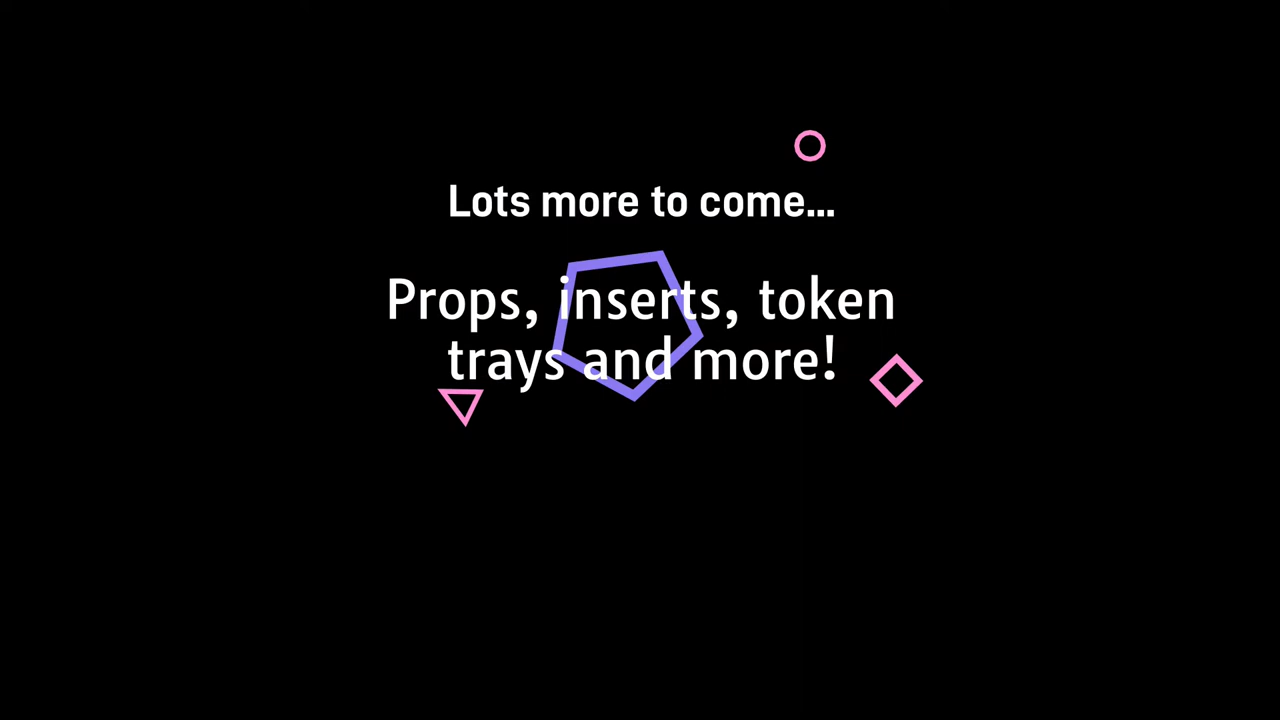 Lots more to come...
Props, inserts, token
trays and more!